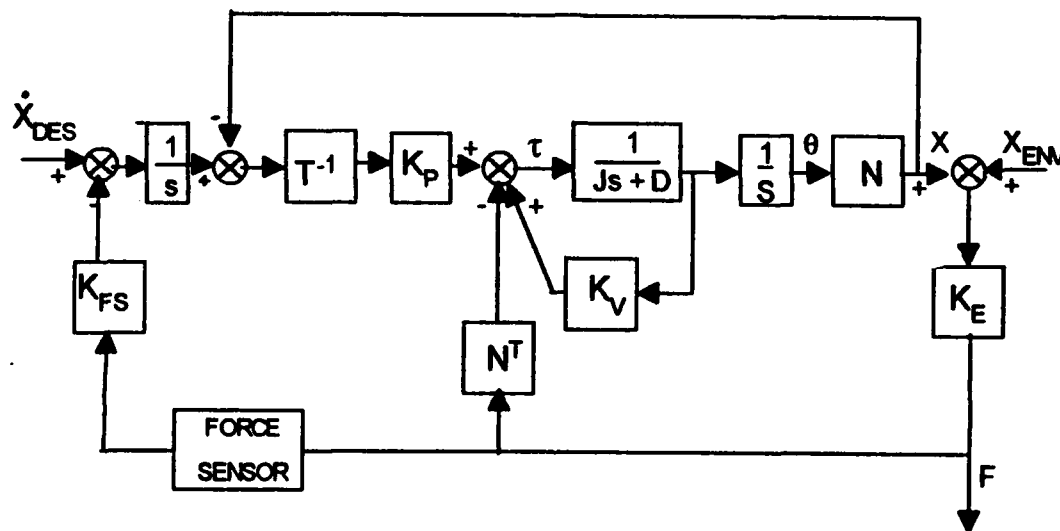 Ẋ_DES
+
-
1/s
+
-
T⁻¹
K_P
+
-
+
τ
1/(Js + D)
1/S
θ
N
X
+
X_ENV
+
K_FS
K_V
K_E
N^T
FORCE
SENSOR
F